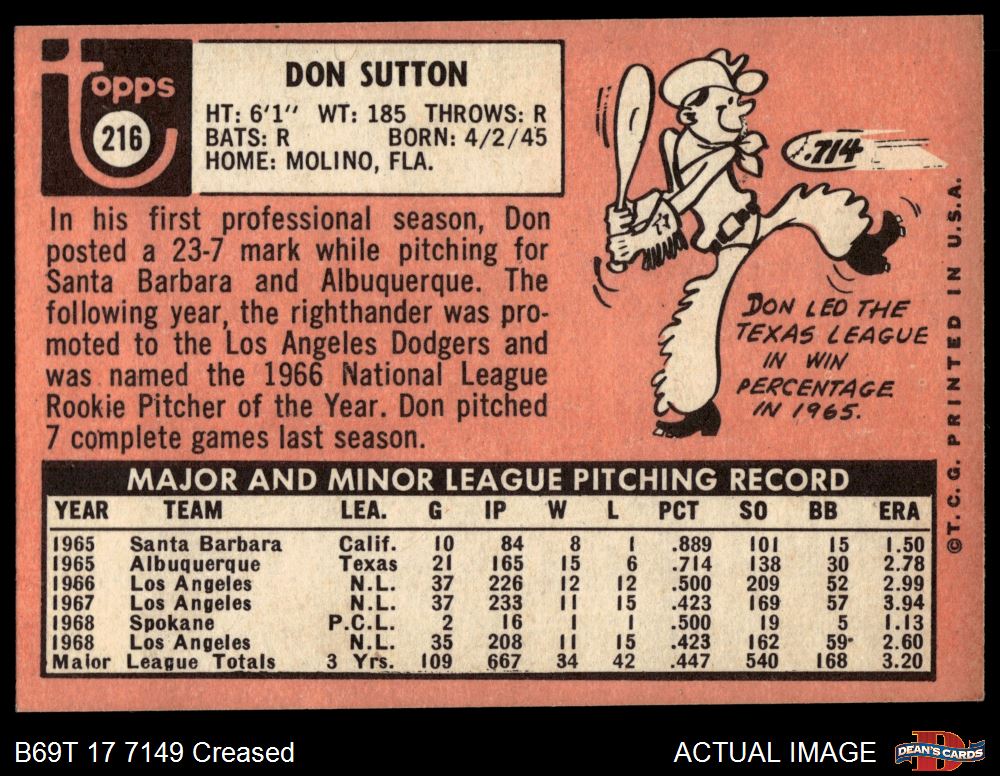 Topps
216
DON SUTTON
HT: 6'1" WT: 185 THROWS: R
BATS: R BORN: 4/2/45
HOME: MOLINO, FLA.
In his first professional season, Don
posted a 23-7 mark while pitching for
Santa Barbara and Albuquerque. The
following year, the righthander was pro-
moted to the Los Angeles Dodgers and
was named the 1966 National League
Rookie Pitcher of the Year. Don pitched
7 complete games last season.
.714
DON LED THE
TEXAS LEAGUE
IN WIN
PERCENTAGE
IN 1965.
©T.C.G. PRINTED IN U.S.A.
MAJOR AND MINOR LEAGUE PITCHING RECORD
YEAR TEAM LEA. G IP W L PCT SO BB ERA
1965 Santa Barbara Calif. 10 84 8 1 .889 101 15 1.50
1965 Albuquerque Texas 21 165 15 6 .714 138 30 2.78
1966 Los Angeles N.L. 37 226 12 12 .500 209 52 2.99
1967 Los Angeles N.L. 37 233 11 15 .423 169 57 3.94
1968 Spokane P.C.L. 2 16 1 1 .500 19 5 1.13
1968 Los Angeles N.L. 35 208 11 15 .423 162 59 2.60
Major League Totals 3 Yrs. 109 667 34 42 .447 540 168 3.20
B69T 17 7149 Creased
ACTUAL IMAGE
DEAN'S CARDS